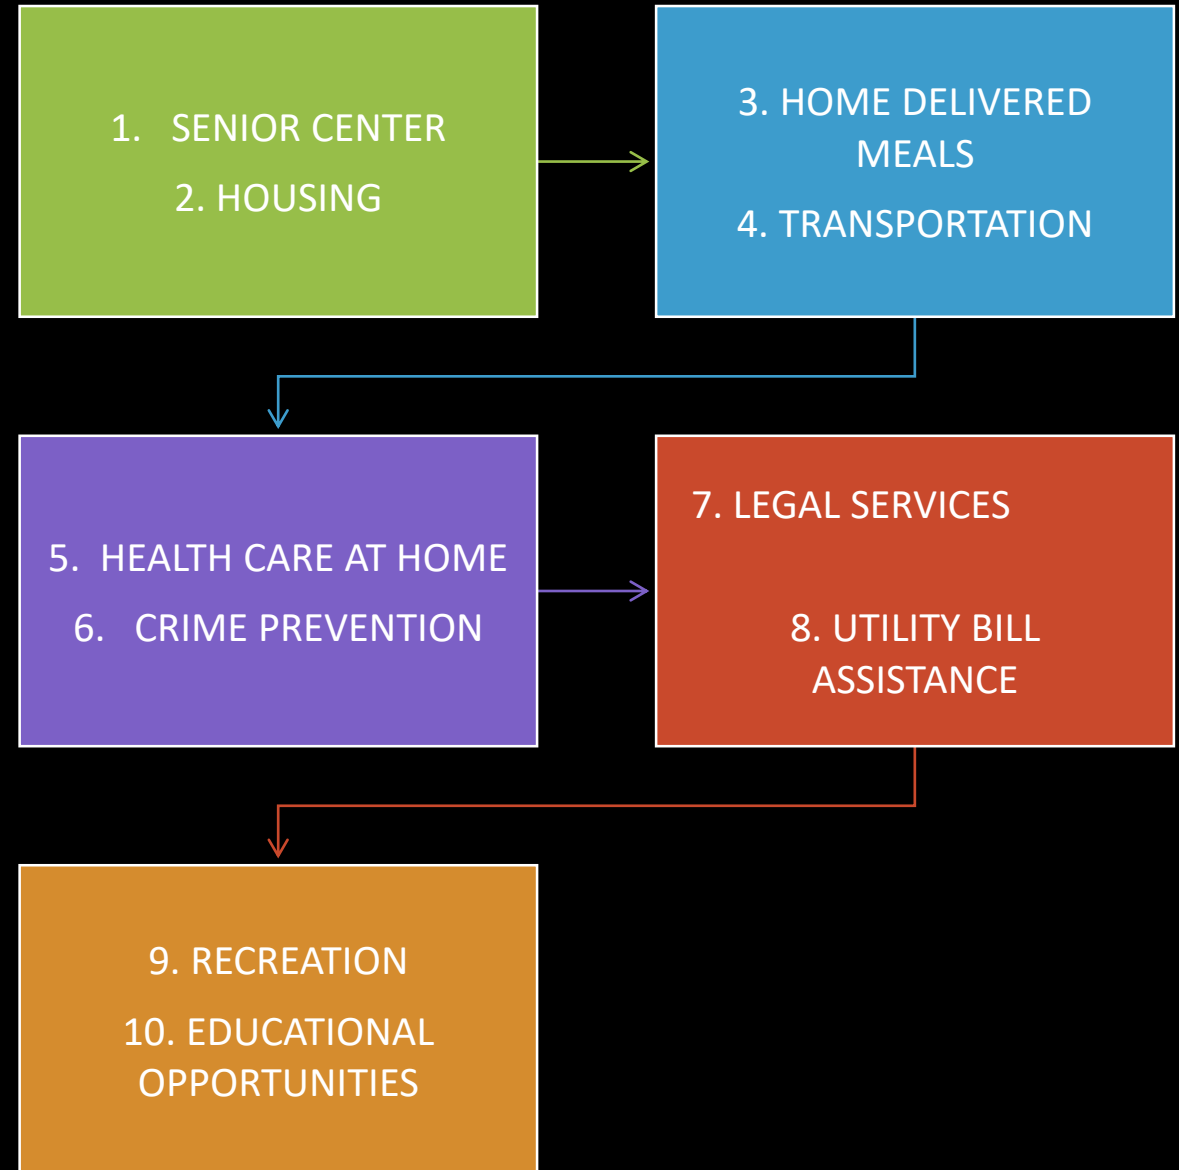 1. SENIOR CENTER
2. HOUSING
3. HOME DELIVERED
MEALS
4. TRANSPORTATION
5. HEALTH CARE AT HOME
6. CRIME PREVENTION
7. LEGAL SERVICES
8. UTILITY BILL
ASSISTANCE
9. RECREATION
10. EDUCATIONAL
OPPORTUNITIES